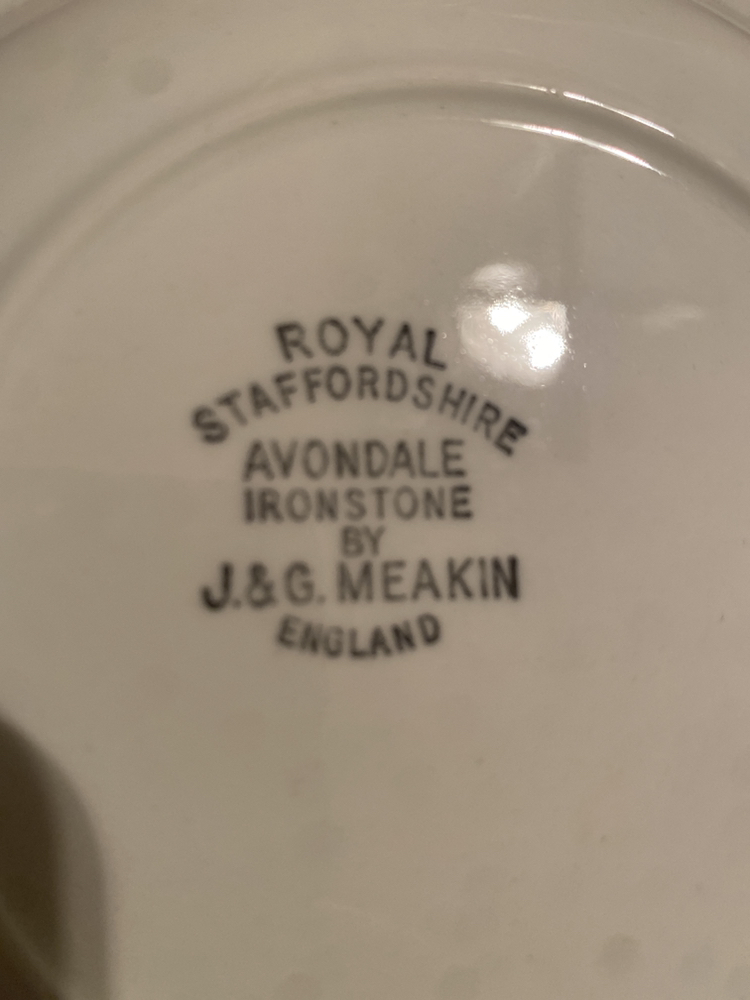 ROYAL
STAFFORDSHIRE
AVONDALE
IRONSTONE
BY
J.&G. MEAKIN
ENGLAND